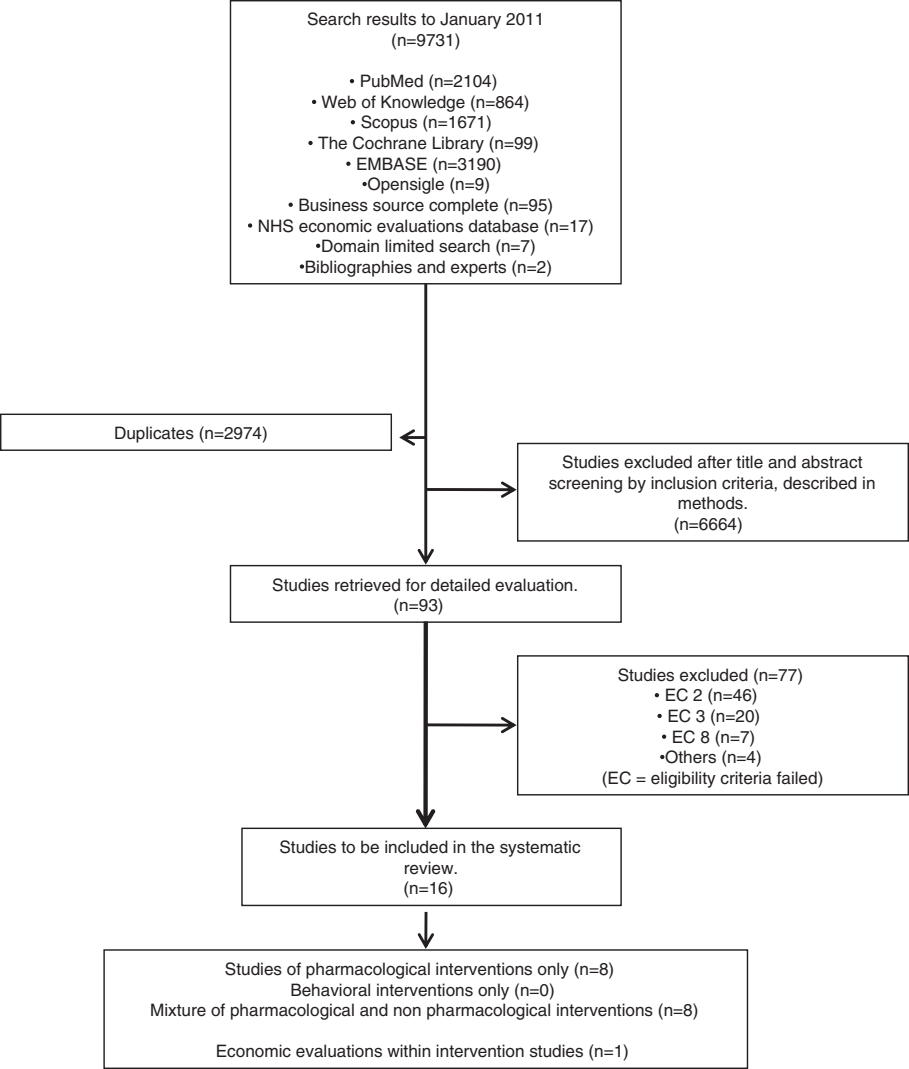 Search results to January 2011
(n=9731)
• PubMed (n=2104)
• Web of Knowledge (n=864)
• Scopus (n=1671)
• The Cochrane Library (n=99)
• EMBASE (n=3190)
•Opensigle (n=9)
• Business source complete (n=95)
• NHS economic evaluations database (n=17)
•Domain limited search (n=7)
•Bibliographies and experts (n=2)
Duplicates (n=2974)
Studies excluded after title and abstract
screening by inclusion criteria, described in
methods.
(n=6664)
Studies retrieved for detailed evaluation.
(n=93)
Studies excluded (n=77)
• EC 2 (n=46)
• EC 3 (n=20)
• EC 8 (n=7)
•Others (n=4)
(EC = eligibility criteria failed)
Studies to be included in the systematic
review.
(n=16)
Studies of pharmacological interventions only (n=8)
Behavioral interventions only (n=0)
Mixture of pharmacological and non pharmacological interventions (n=8)
Economic evaluations within intervention studies (n=1)